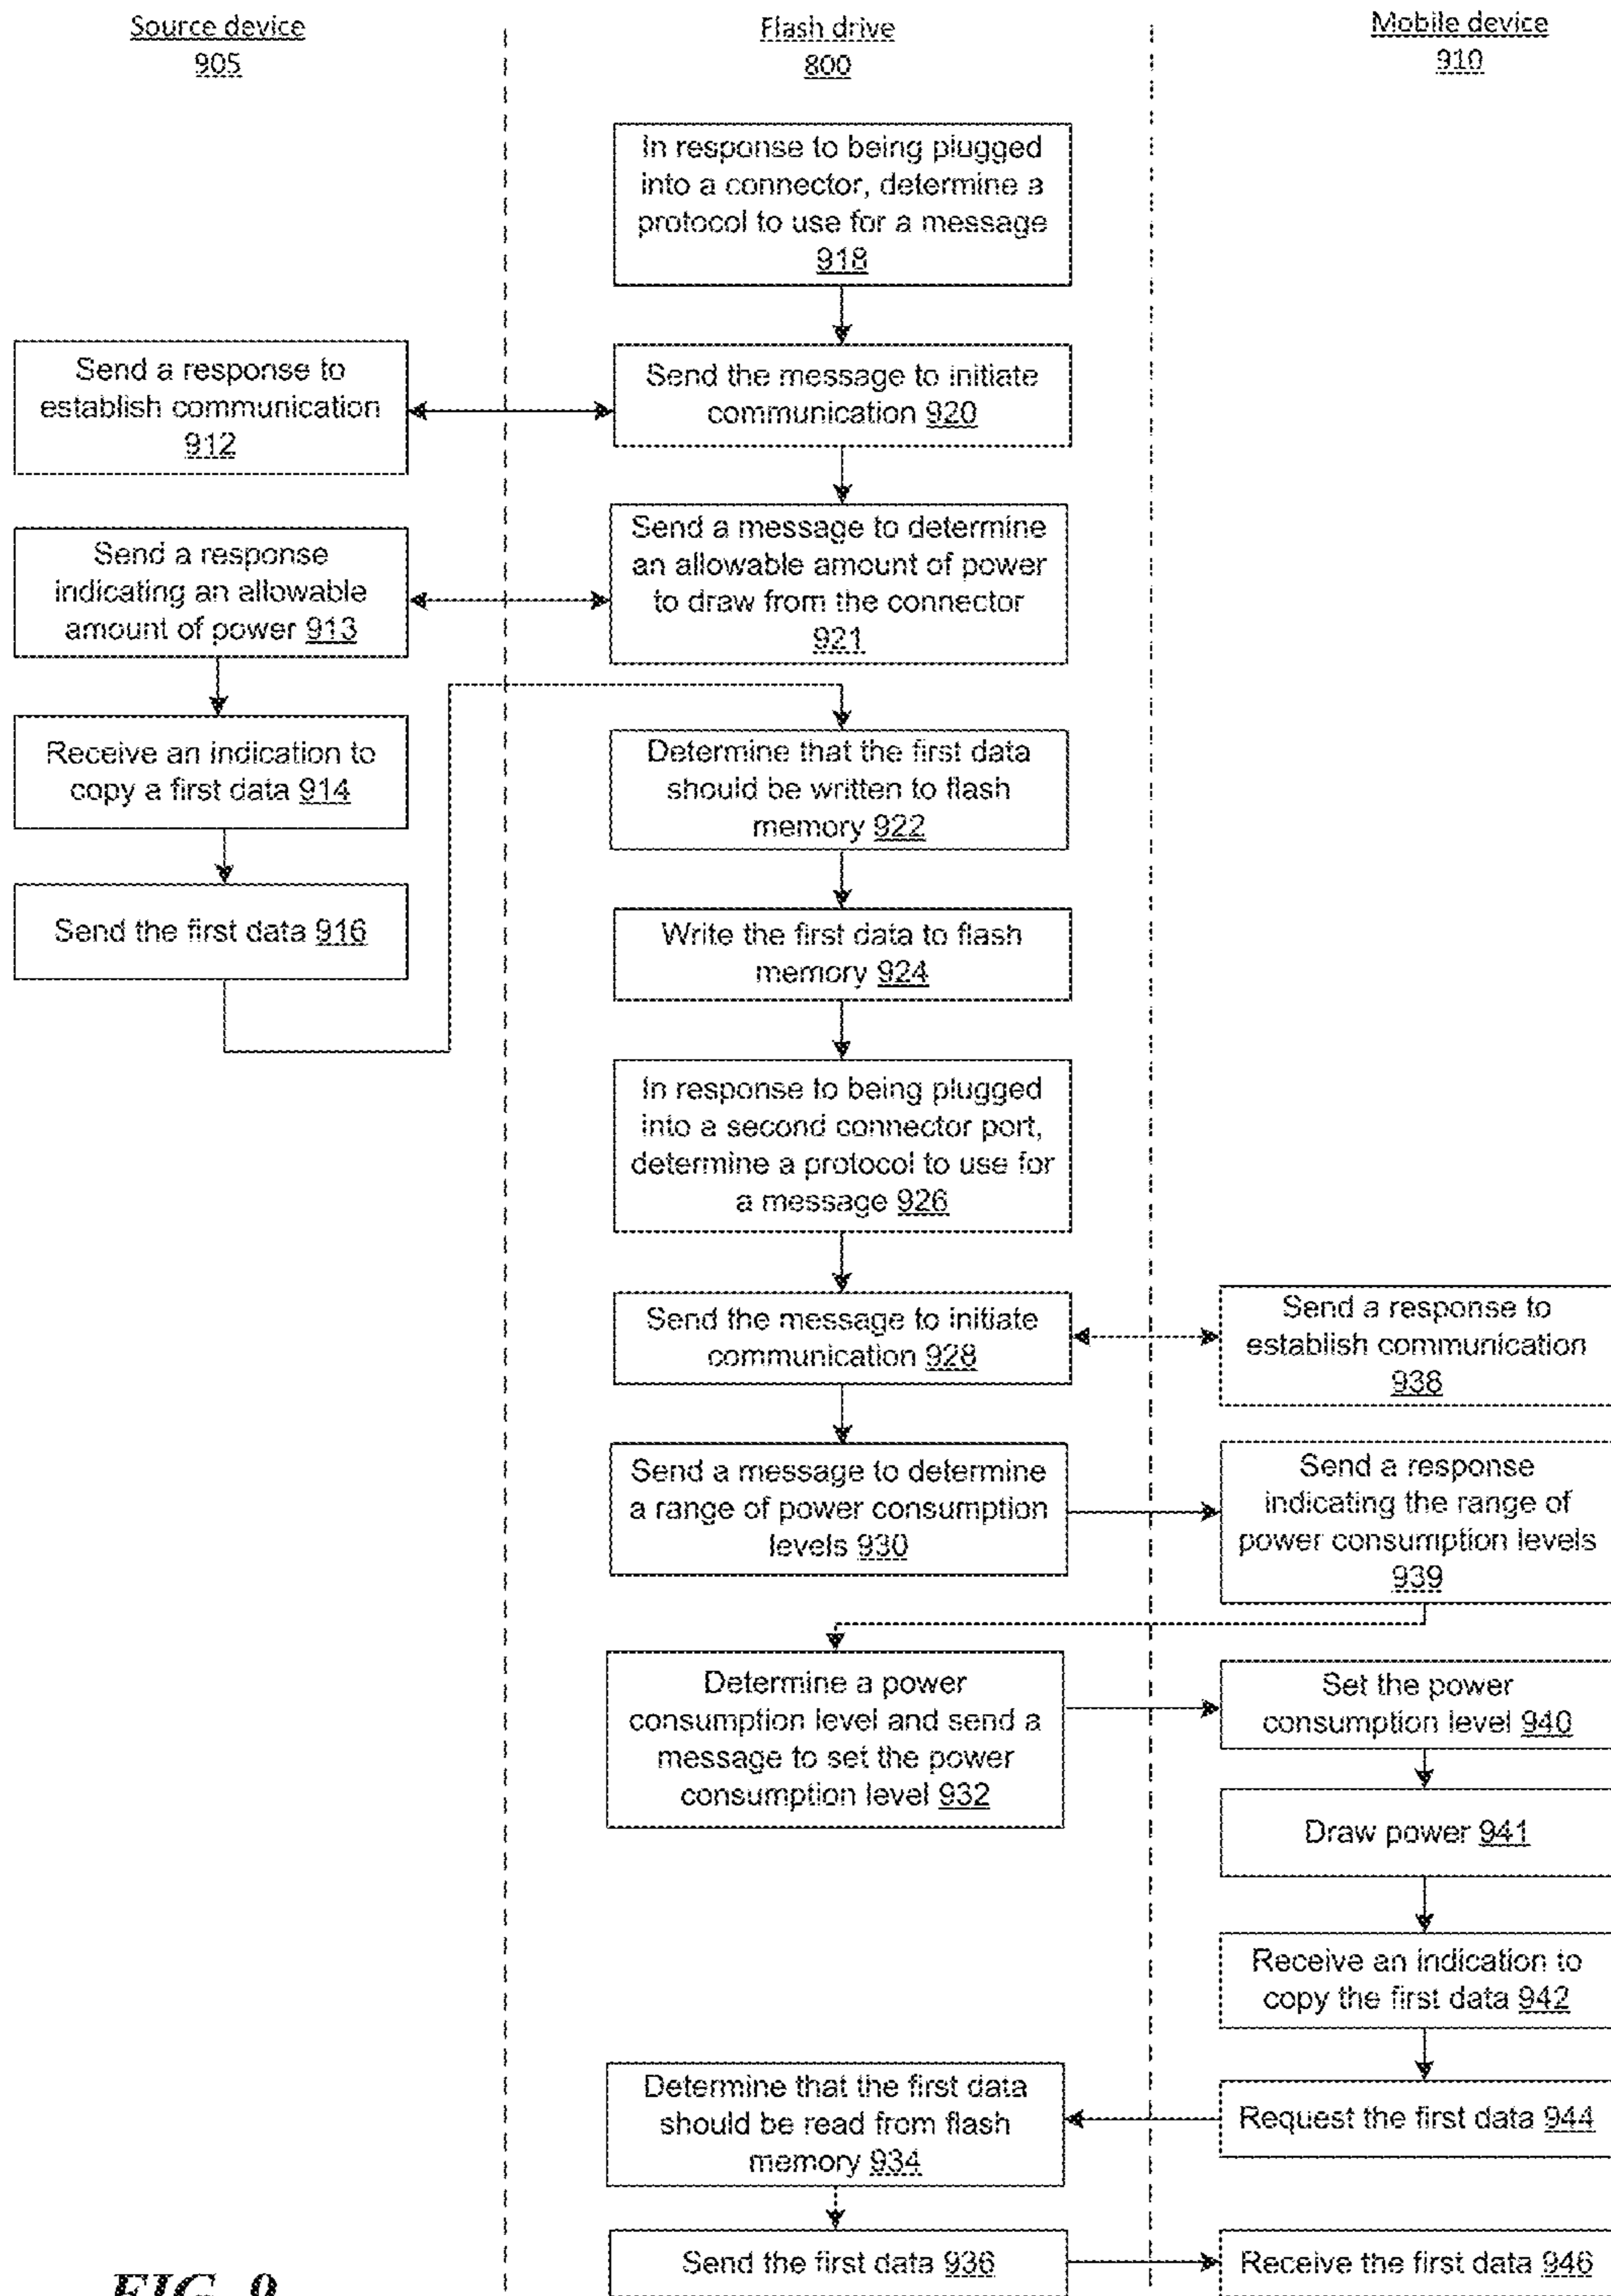 Source device
905
Flash drive
800
Mobile device
910
In response to being plugged
into a connector, determine a
protocol to use for a message
918
Send a response to
establish communication
912
Send the message to initiate
communication 920
Send a response
indicating an allowable
amount of power 913
Send a message to determine
an allowable amount of power
to draw from the connector
921
Receive an indication to
copy a first data 914
Determine that the first data
should be written to flash
memory 922
Send the first data 916
Write the first data to flash
memory 924
In response to being plugged
into a second connector port,
determine a protocol to use for
a message 926
Send the message to initiate
communication 928
Send a response to
establish communication
938
Send a message to determine
a range of power consumption
levels 930
Send a response
indicating the range of
power consumption levels
939
Determine a power
consumption level and send a
message to set the power
consumption level 932
Set the power
consumption level 940
Draw power 941
Receive an indication to
copy the first data 942
Determine that the first data
should be read from flash
memory 934
Request the first data 944
Send the first data 936
Receive the first data 946
FIG. 9